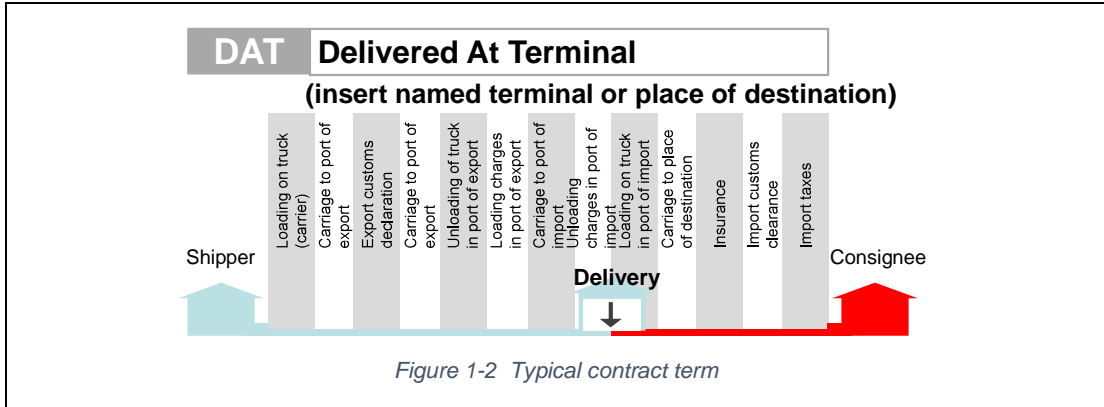 DAT
Delivered At Terminal
(insert named terminal or place of destination)
Loading on truck
(carrier)
Carriage to port of
export
Export customs
declaration
Carriage to port of
export
Unloading of truck
in port of export
Loading charges
in port of export
Carriage to port of
import
Unloading
charges in port of
import
Loading on truck
in port of import
Carriage to place
of destination
Insurance
Import customs
clearance
Import taxes
Shipper
Delivery
Consignee
Figure 1-2 Typical contract term